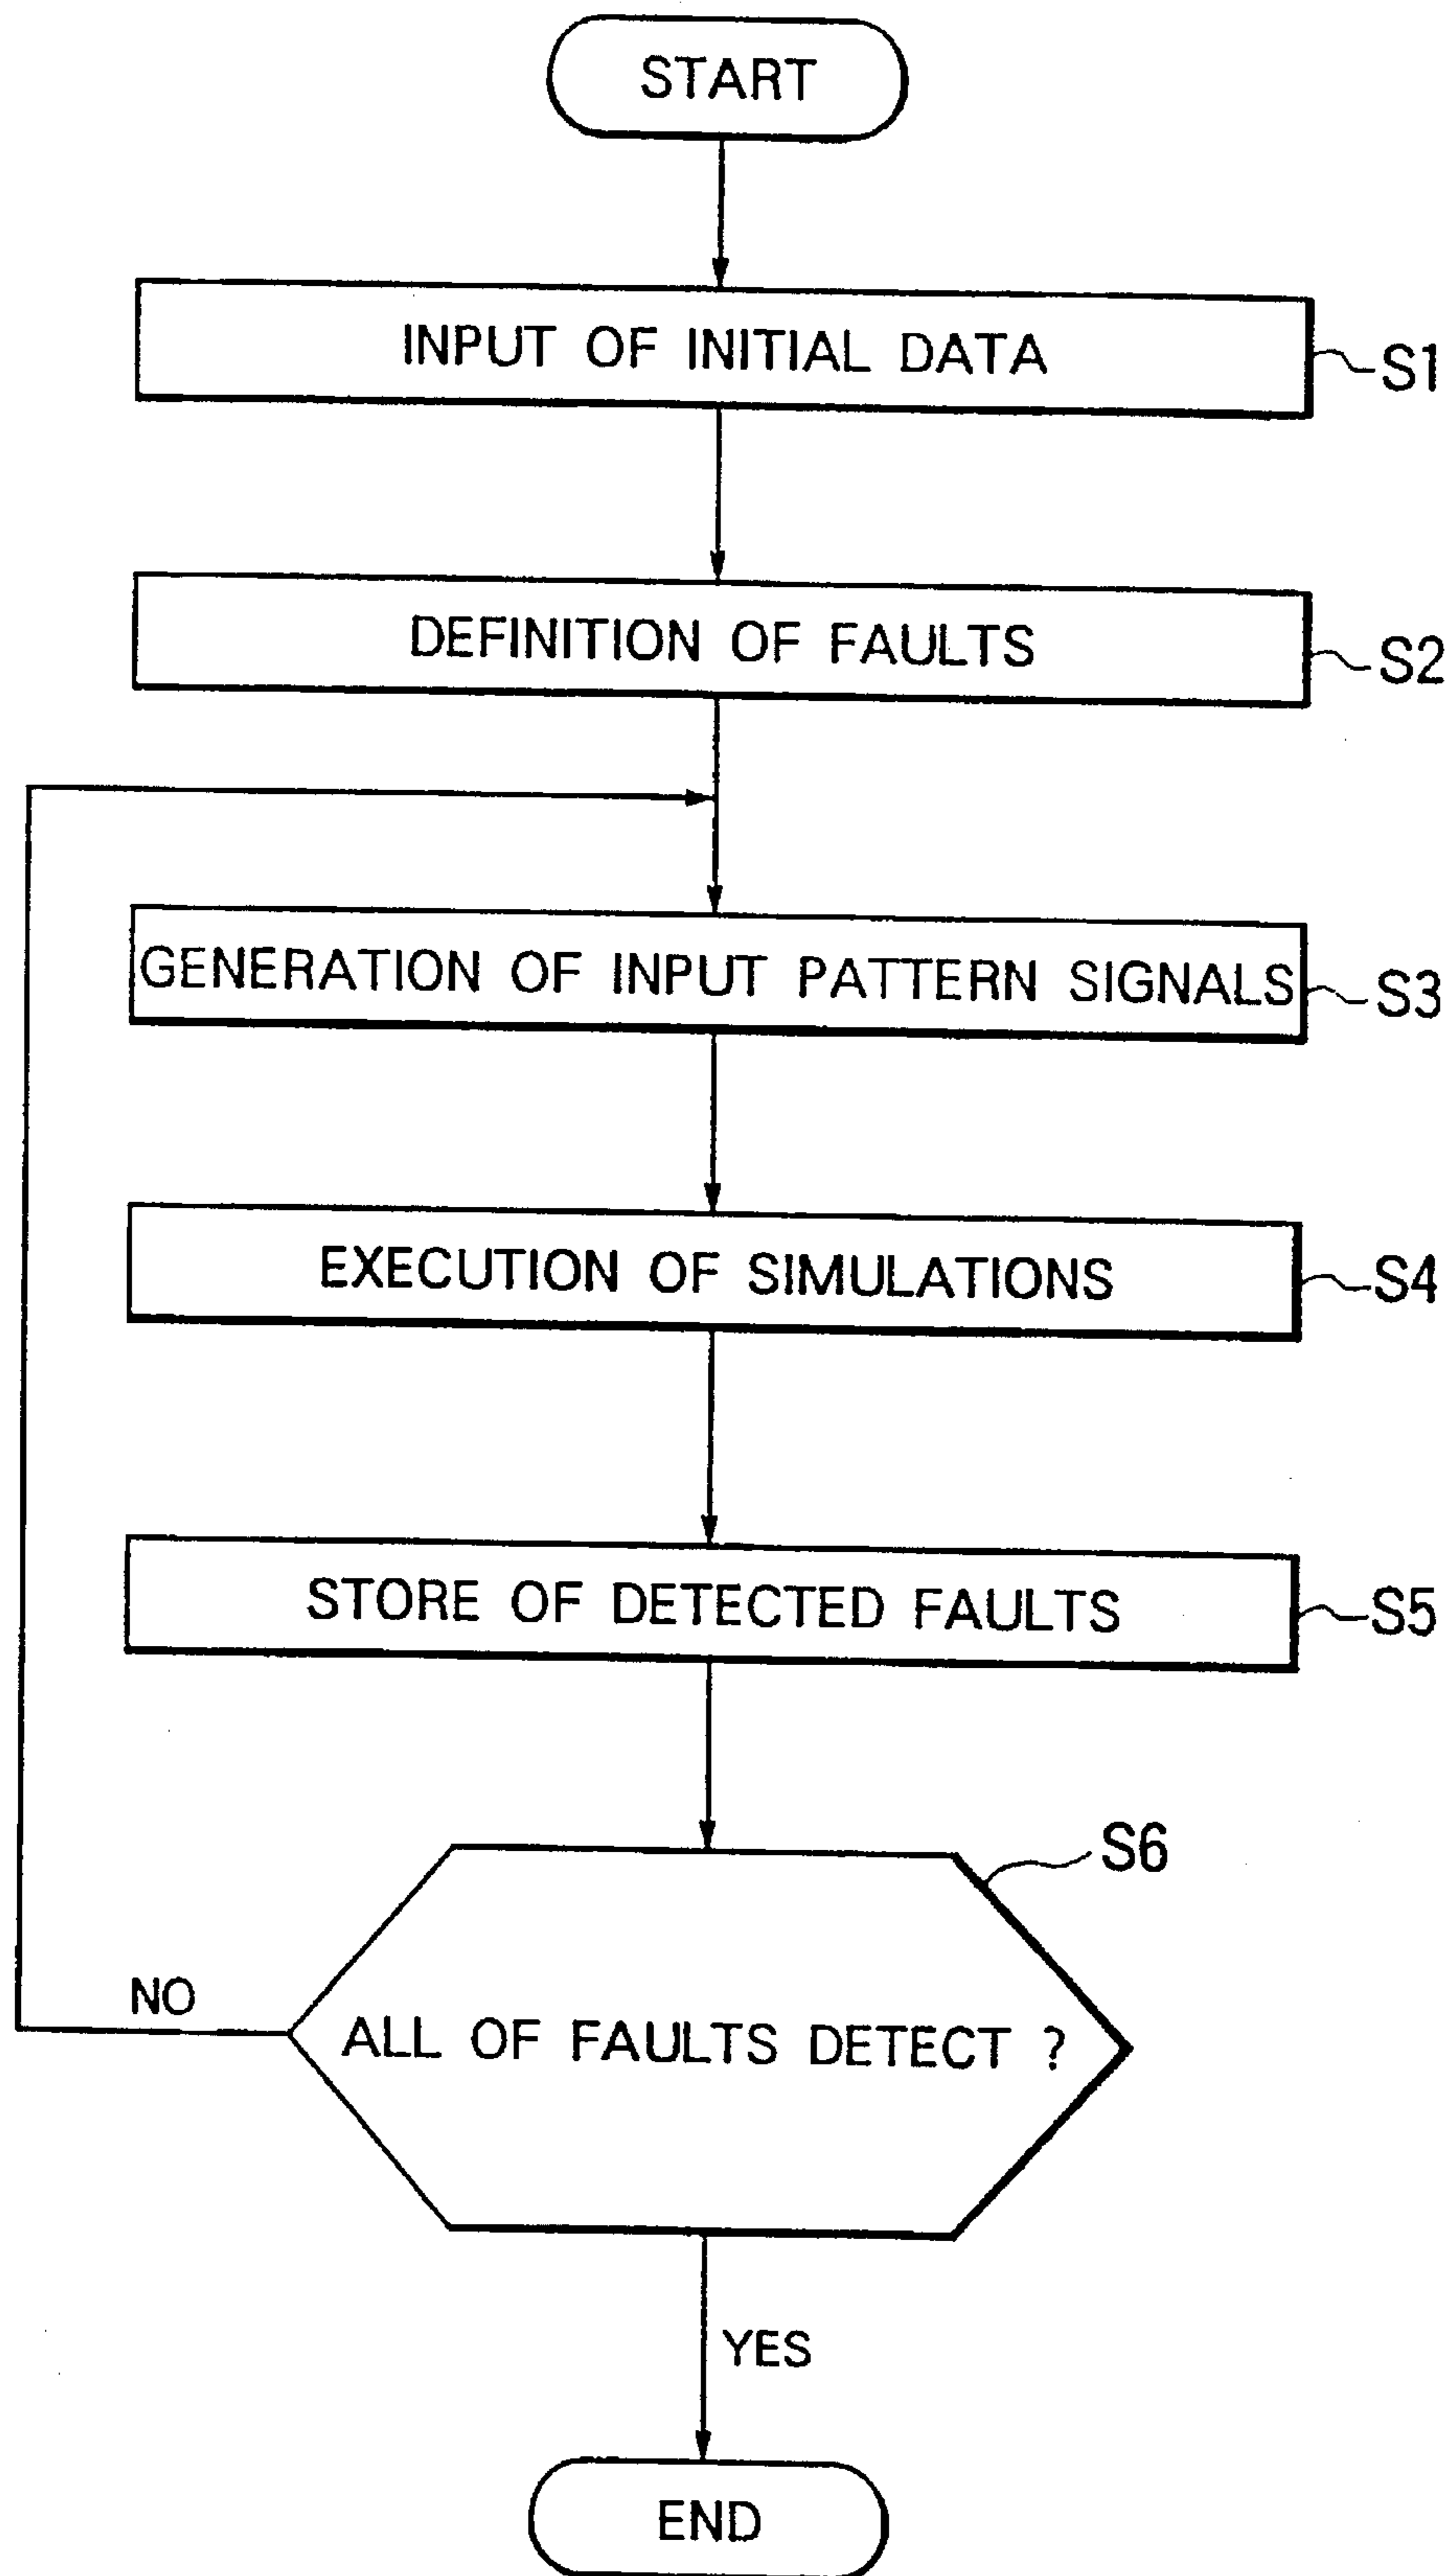 START
INPUT OF INITIAL DATA
S1
DEFINITION OF FAULTS
S2
GENERATION OF INPUT PATTERN SIGNALS
S3
EXECUTION OF SIMULATIONS
S4
STORE OF DETECTED FAULTS
S5
S6
NO
ALL OF FAULTS DETECT ?
YES
END